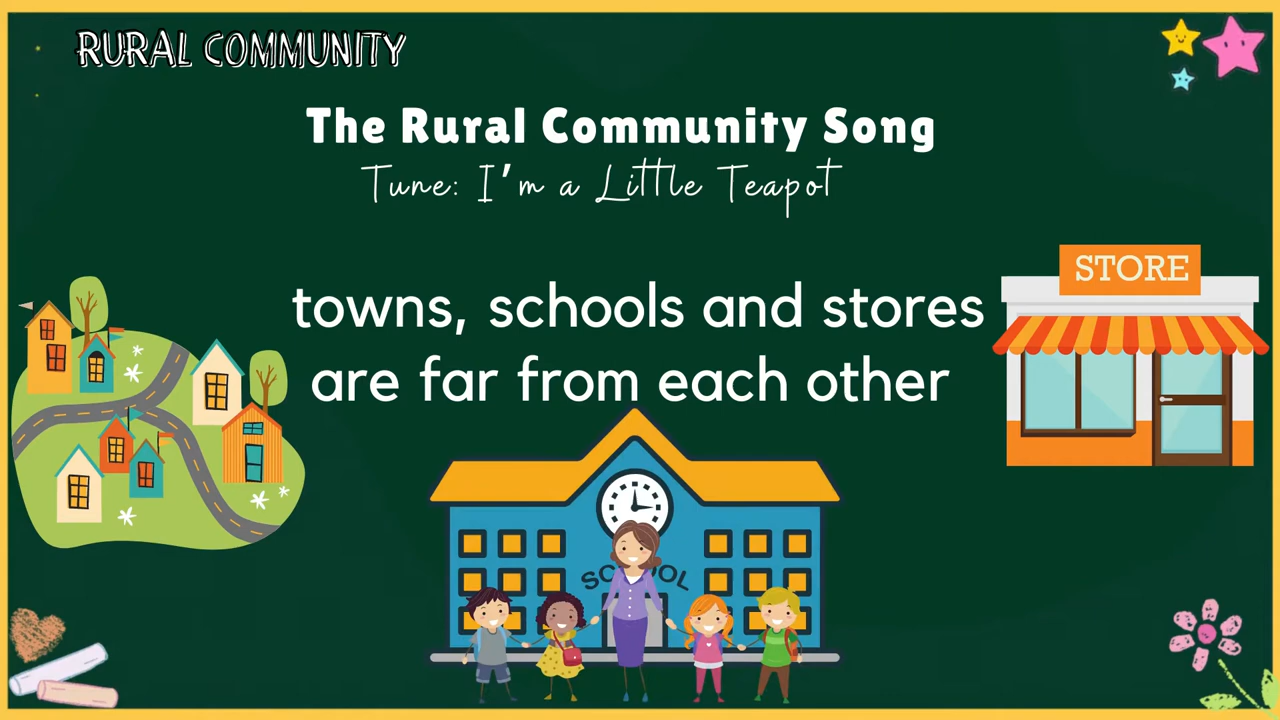 RURAL COMMUNITY
The Rural Community Song
Tune: I'm a Little Teapot
towns, schools and stores
are far from each other
STORE
SCHOOL